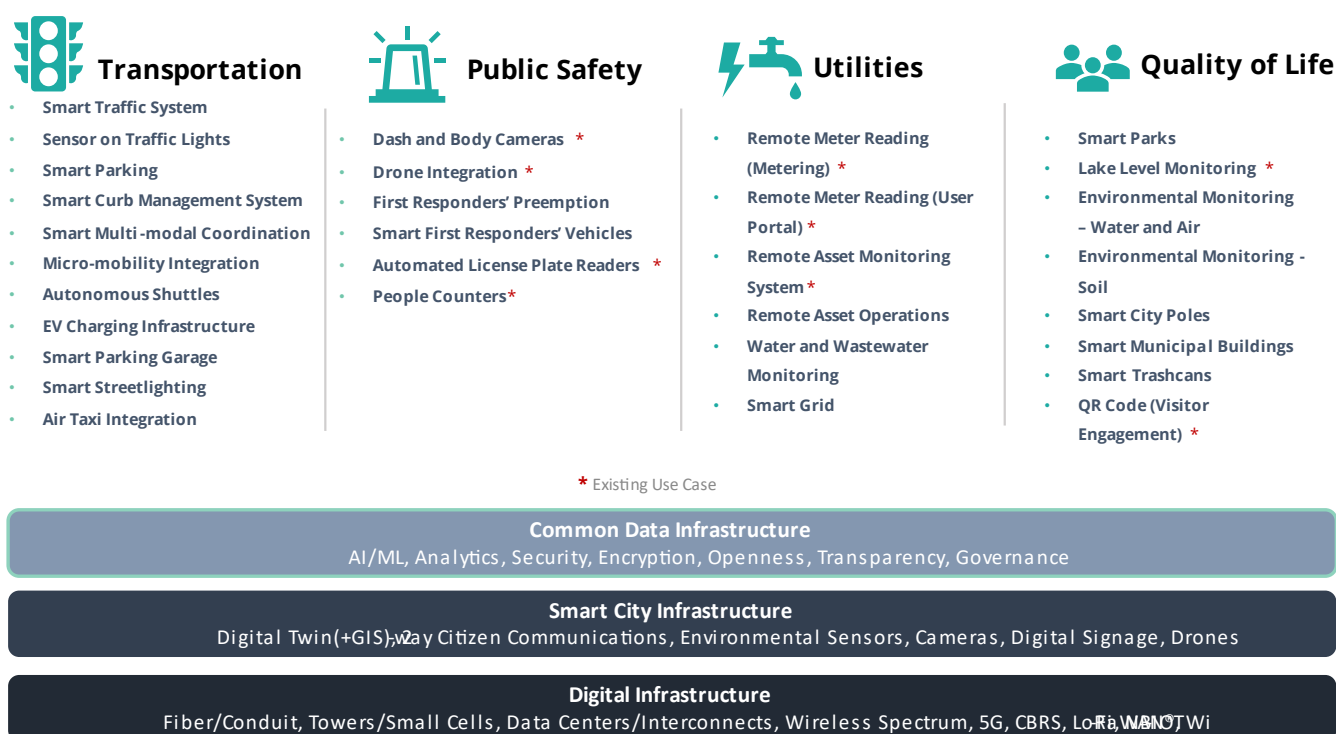 Transportation
Smart Traffic System
Sensor on Traffic Lights
Smart Parking
Smart Curb Management System
Smart Multi-modal Coordination
Micro-mobility Integration
Autonomous Shuttles
EV Charging Infrastructure
Smart Parking Garage
Smart Streetlighting
Air Taxi Integration
Public Safety
Dash and Body Cameras *
Drone Integration *
First Responders’ Preemption
Smart First Responders’ Vehicles
Automated License Plate Readers *
People Counters*
Utilities
Remote Meter Reading
(Metering) *
Remote Meter Reading (User
Portal) *
Remote Asset Monitoring
System *
Remote Asset Operations
Water and Wastewater
Monitoring
Smart Grid
Quality of Life
Smart Parks
Lake Level Monitoring *
Environmental Monitoring
– Water and Air
Environmental Monitoring -
Soil
Smart City Poles
Smart Municipal Buildings
Smart Trashcans
QR Code (Visitor
Engagement) *
* Existing Use Case
Common Data Infrastructure
AI/ML, Analytics, Security, Encryption, Openness, Transparency, Governance
Smart City Infrastructure
Digital Twin(+GIS), 2-way Citizen Communications, Environmental Sensors, Cameras, Digital Signage, Drones
Digital Infrastructure
Fiber/Conduit, Towers/Small Cells, Data Centers/Interconnects, Wireless Spectrum, 5G, CBRS,